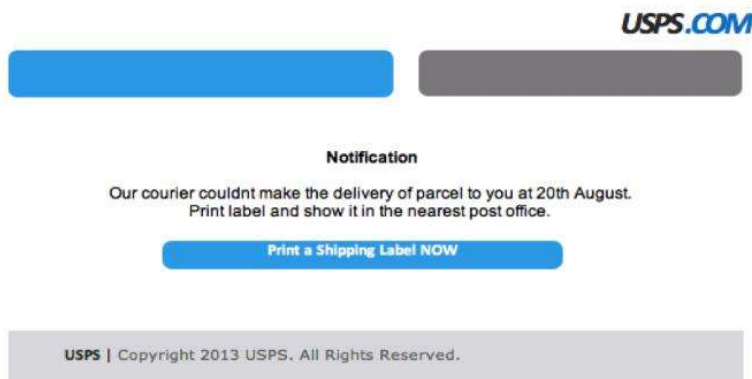 USPS.COM
Notification
Our courier couldnt make the delivery of parcel to you at 20th August.
Print label and show it in the nearest post office.
Print a Shipping Label NOW
USPS | Copyright 2013 USPS. All Rights Reserved.